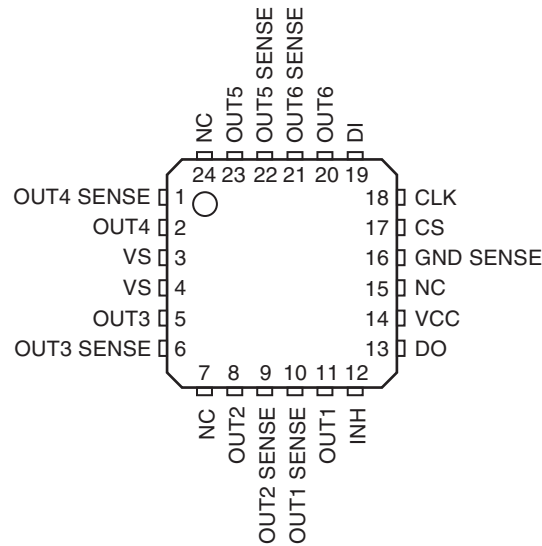 NC
OUT5
OUT5 SENSE
OUT6 SENSE
OUT6
DI
24 23 22 21 20 19
OUT4 SENSE 1
OUT4 2
VS 3
VS 4
OUT3 5
OUT3 SENSE 6
18 CLK
17 CS
16 GND SENSE
15 NC
14 VCC
13 DO
7 8 9 10 11 12
NC
OUT2
OUT2 SENSE
OUT1 SENSE
OUT1
INH